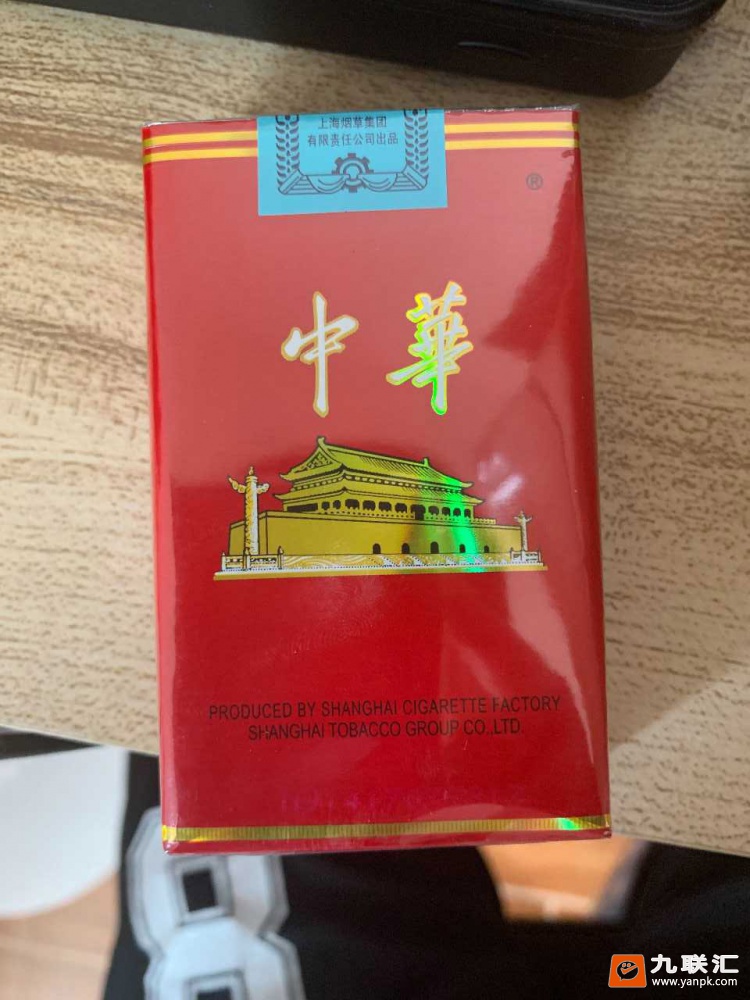 上海烟草集团
有限责任公司出品
®
中華
PRODUCED BY SHANGHAI CIGARETTE FACTORY
SHANGHAI TOBACCO GROUP CO.,LTD.
九联汇
www.yanpk.com